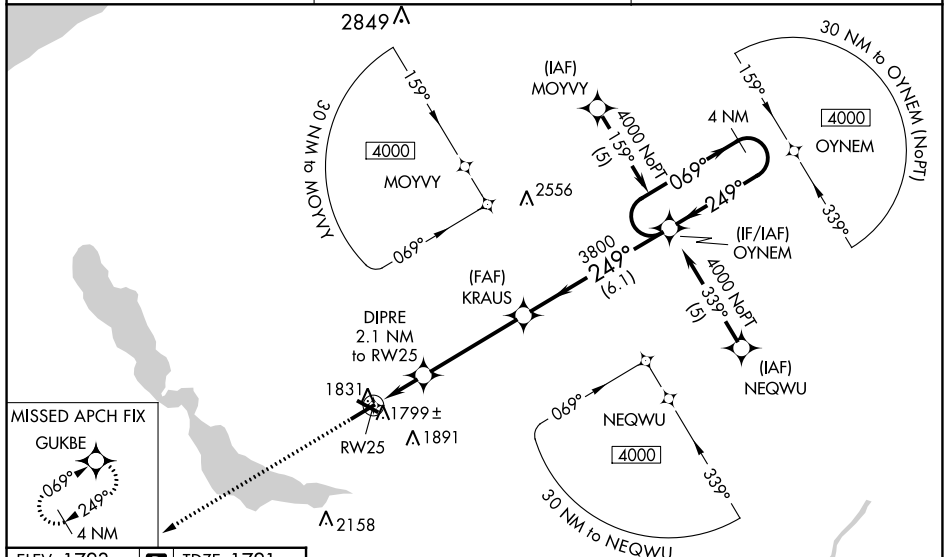 2849
30 NM to MOYVY
159°
4000
MOYVY
069°
2556
(IAF)
MOYVY
4000 NoPT
159°
(5)
4 NM
069°
249°
30 NM to OYNEM (NoPT)
159°
4000
OYNEM
339°
(IF/IAF)
OYNEM
3800
249°
(6.1)
4000 NoPT
339°
(5)
(IAF)
NEQWU
(FAF)
KRAUS
DIPRE
2.1 NM
to RW25
1831
1799±
RW25
1891
2158
069°
NEQWU
4000
339°
30 NM to NEQWU
MISSED APCH FIX
GUKBE
069°
249°
4 NM